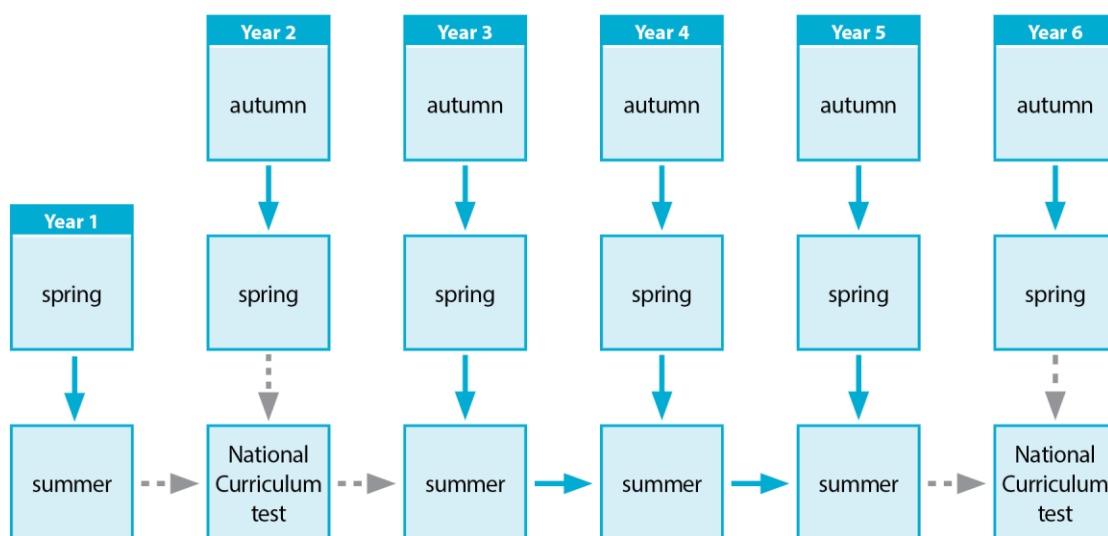 Year 2
Year 3
Year 4
Year 5
Year 6
autumn
autumn
autumn
autumn
autumn
Year 1
spring
spring
spring
spring
spring
spring
summer
National
Curriculum
test
summer
summer
summer
National
Curriculum
test